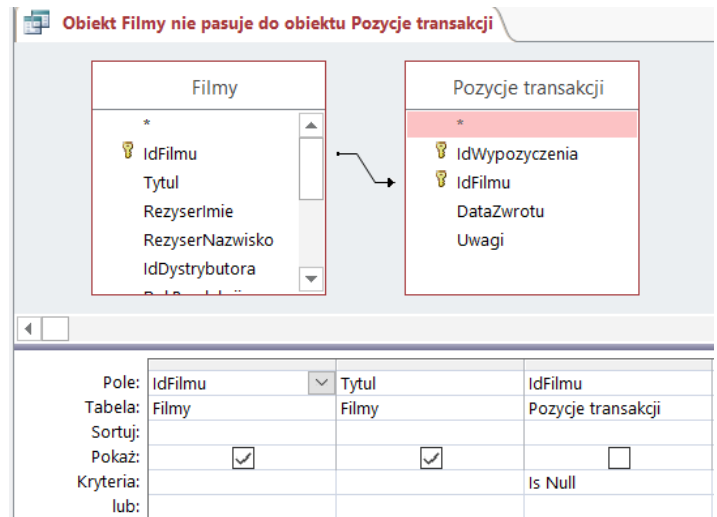 Obiekt Filmy nie pasuje do obiektu Pozycje transakcji
Filmy
*
IdFilmu
Tytul
RezyserImie
RezyserNazwisko
IdDystrybutora
Pozycje transakcji
*
IdWypozyczenia
IdFilmu
DataZwrotu
Uwagi
Pole: IdFilmu Tytul IdFilmu
Tabela: Filmy Filmy Pozycje transakcji
Sortuj:
Pokaż:
Kryteria: Is Null
lub: